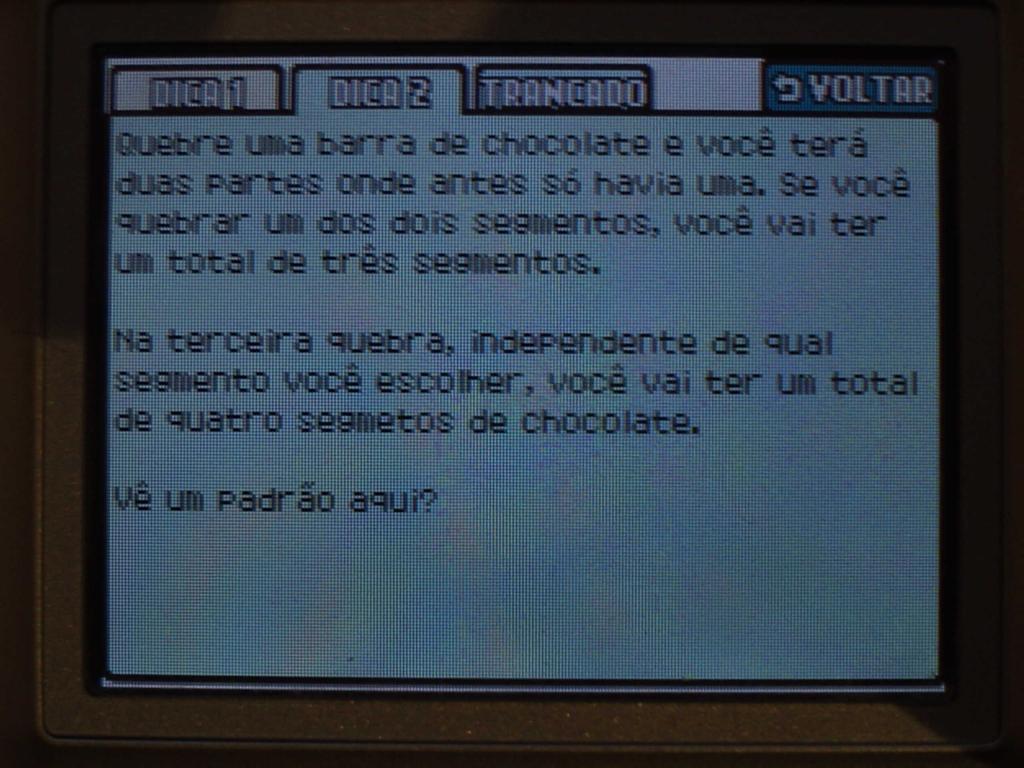 DICA 1 DICA 2 TRANCADO VOLTAR
Quebre uma barra de chocolate e você terá
duas partes onde antes só havia uma. Se você
quebrar um dos dois segmentos, você vai ter
um total de três segmentos.
Na terceira quebra, independente de qual
segmento você escolher, você vai ter um total
de quatro segmetos de chocolate.
Vê um padrão aqui?